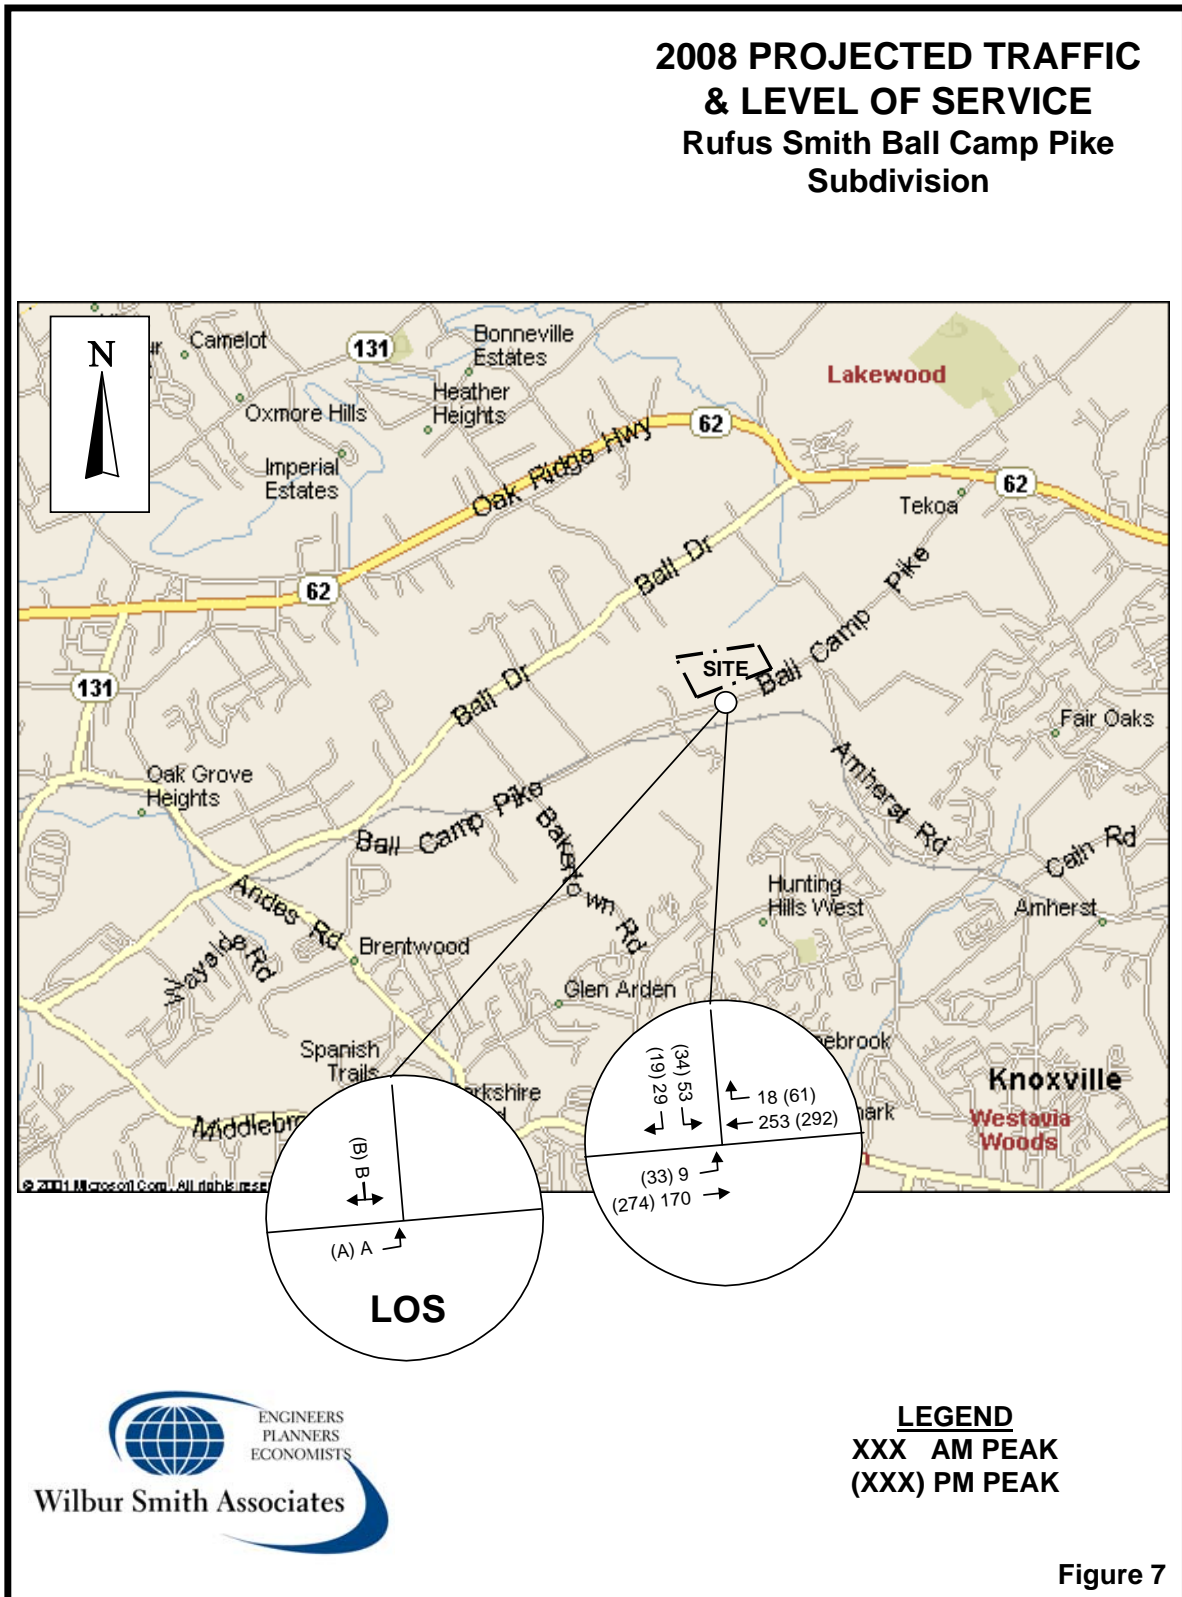 2008 PROJECTED TRAFFIC
& LEVEL OF SERVICE
Rufus Smith Ball Camp Pike
Subdivision
N
Camelot
131
Bonneville
Estates
Lakewood
Oxmore Hills
Heather
Heights
62
Imperial
Estates
Oak Ridge Hwy
62
Tekoa
Ball Dr
62
Ball Camp Pike
SITE
131
Ball Dr
Fair Oaks
Oak Grove
Heights
Amherst Rd
Ball Camp Pike
Bakertown Rd
Cain Rd
Hunting
Hills West
Amherst
Andes Rd
Brentwood
Wayside Rd
Glen Arden
Spanish
Trails
Knoxville
Westavia
Woods
© 2001 Microsoft Corp. All rights rese
(19) 29
(34) 53
18 (61)
253 (292)
(33) 9
(274) 170
(B) B
(A) A
LOS
ENGINEERS
PLANNERS
ECONOMISTS
Wilbur Smith Associates
LEGEND
XXX AM PEAK
(XXX) PM PEAK
Figure 7